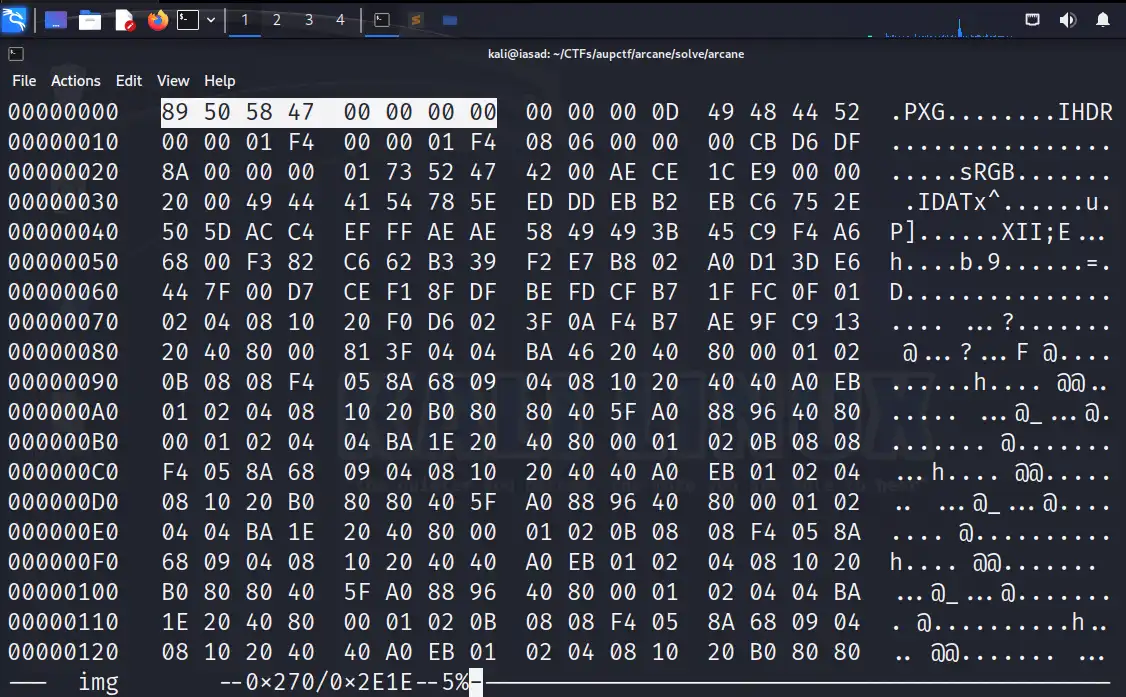 1 2 3 4
kali@iasad: ~/CTFs/aupctf/arcane/solve/arcane
File Actions Edit View Help
00000000 89 50 58 47 00 00 00 00 00 00 00 0D 49 48 44 52 .PXG........IHDR
00000010 00 00 01 F4 00 00 01 F4 08 06 00 00 00 CB D6 DF ................
00000020 8A 00 00 00 01 73 52 47 42 00 AE CE 1C E9 00 00 .....sRGB.......
00000030 20 00 49 44 41 54 78 5E ED DD EB B2 EB C6 75 2E .IDATx^......u.
00000040 50 5D AC C4 EF FF AE AE 58 49 49 3B 45 C9 F4 A6 P]......XII;E...
00000050 68 00 F3 82 C6 62 B3 39 F2 E7 B8 02 A0 D1 3D E6 h....b.9......=.
00000060 44 7F 00 D7 CE F1 8F DF BE FD CF B7 1F FC 0F 01 D...............
00000070 02 04 08 10 20 F0 D6 02 3F 0A F4 B7 AE 9F C9 13 .... ...?.......
00000080 20 40 80 00 81 3F 04 04 BA 46 20 40 80 00 01 02 @...?...F @....
00000090 0B 08 08 F4 05 8A 68 09 04 08 10 20 40 40 A0 EB ......h.... @@..
000000A0 01 02 04 08 10 20 B0 80 80 40 5F A0 88 96 40 80 ..... ...@_...@.
000000B0 00 01 02 04 04 BA 1E 20 40 80 00 01 02 0B 08 08 ....... @.......
000000C0 F4 05 8A 68 09 04 08 10 20 40 40 A0 EB 01 02 04 ...h.... @@.....
000000D0 08 10 20 B0 80 80 40 5F A0 88 96 40 80 00 01 02 .. ...@_...@....
000000E0 04 04 BA 1E 20 40 80 00 01 02 0B 08 08 F4 05 8A .... @..........
000000F0 68 09 04 08 10 20 40 40 A0 EB 01 02 04 08 10 20 h.... @@.......
00000100 B0 80 80 40 5F A0 88 96 40 80 00 01 02 04 04 BA ...@_...@.......
00000110 1E 20 40 80 00 01 02 0B 08 08 F4 05 8A 68 09 04 . @..........h..
00000120 08 10 20 40 40 A0 EB 01 02 04 08 10 20 B0 80 80 .. @@....... ...
—— img --0×270/0×2E1E--5%-